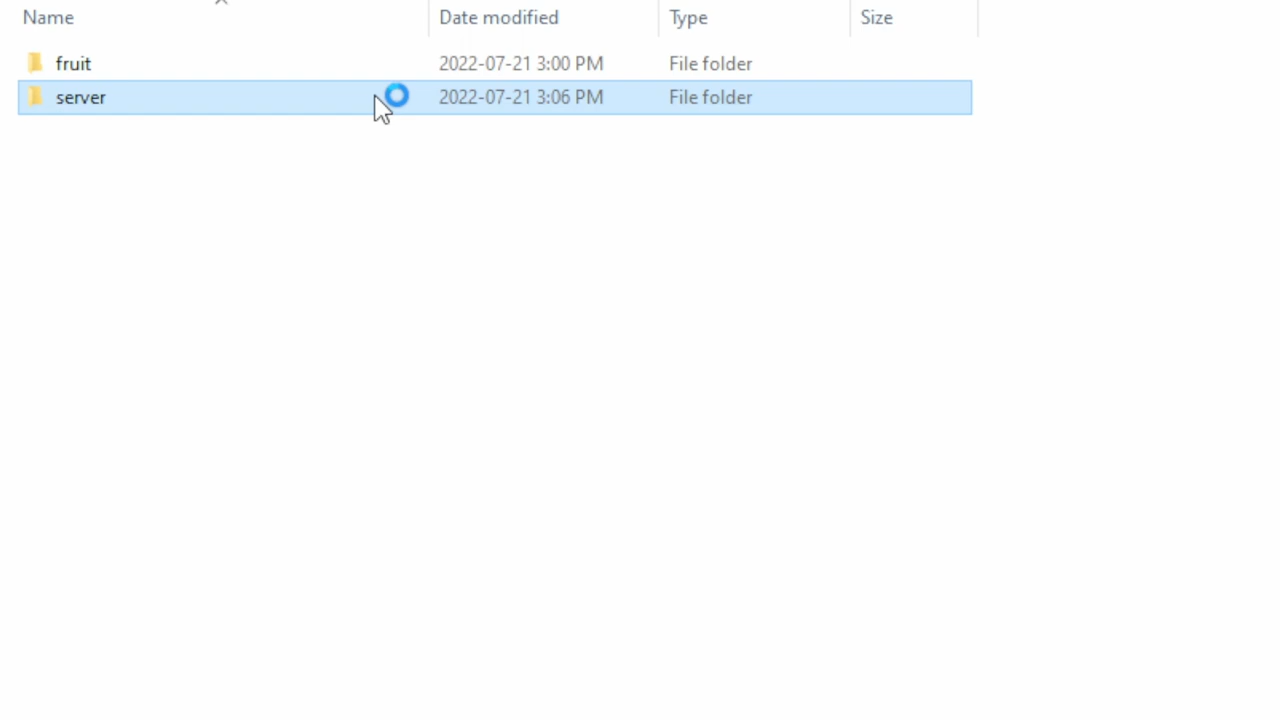 Name Date modified Type Size
fruit 2022-07-21 3:00 PM File folder
server 2022-07-21 3:06 PM File folder